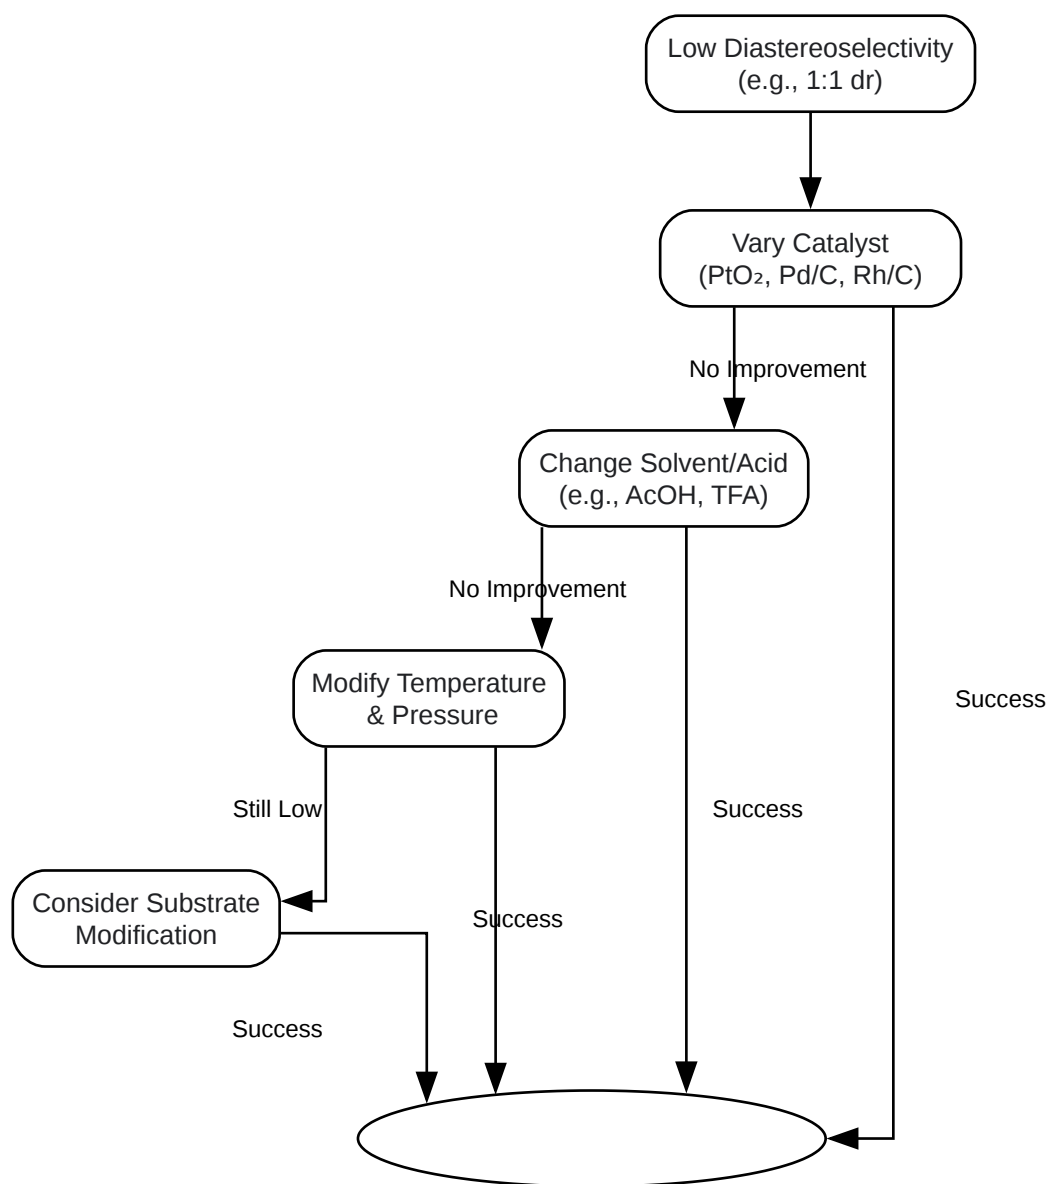 Low Diastereoselectivity
(e.g., 1:1 dr)
Vary Catalyst
(PtO₂, Pd/C, Rh/C)
No Improvement
Change Solvent/Acid
(e.g., AcOH, TFA)
No Improvement
Modify Temperature
& Pressure
Success
Still Low
Success
Consider Substrate
Modification
Success
Success